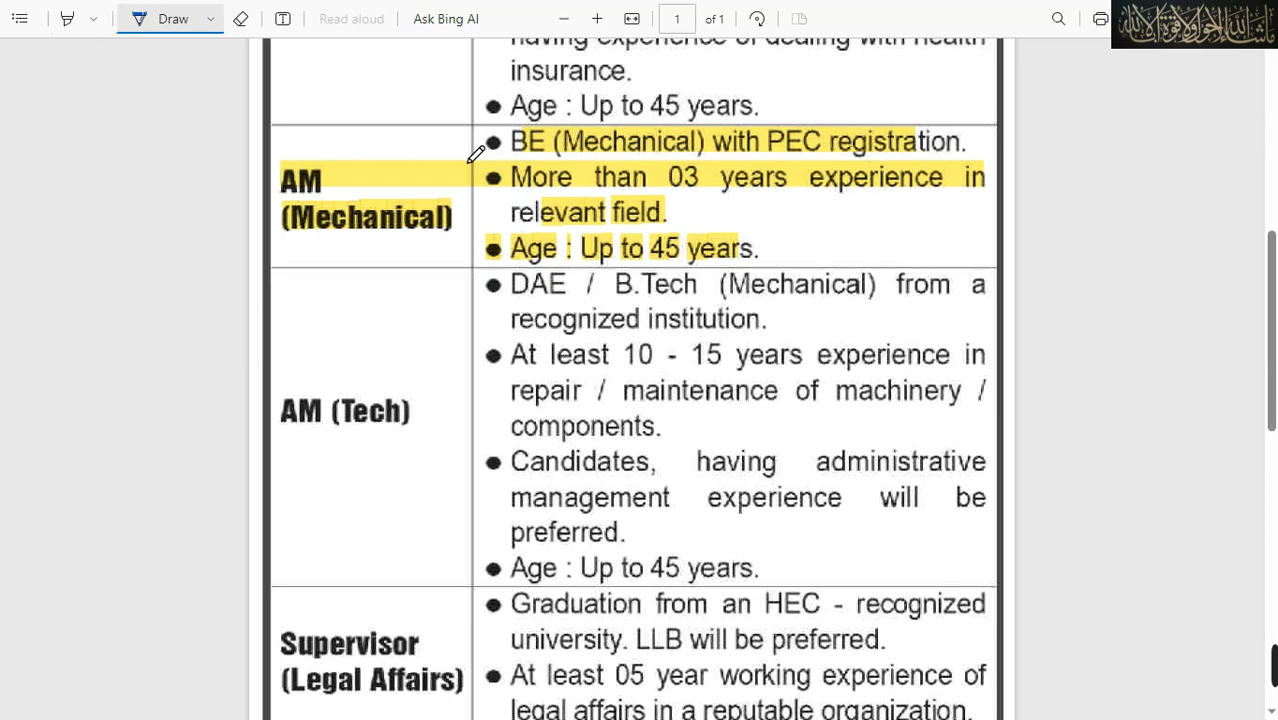 Draw
Read aloud
Ask Bing AI
1
of 1
having experience of dealing with health
insurance.
● Age : Up to 45 years.
AM
(Mechanical)
● BE (Mechanical) with PEC registration.
● More than 03 years experience in
relevant field.
● Age : Up to 45 years.
AM (Tech)
● DAE / B.Tech (Mechanical) from a
recognized institution.
● At least 10 - 15 years experience in
repair / maintenance of machinery /
components.
● Candidates, having administrative
management experience will be
preferred.
● Age : Up to 45 years.
Supervisor
(Legal Affairs)
● Graduation from an HEC - recognized
university. LLB will be preferred.
● At least 05 year working experience of
legal affairs in a reputable organization.